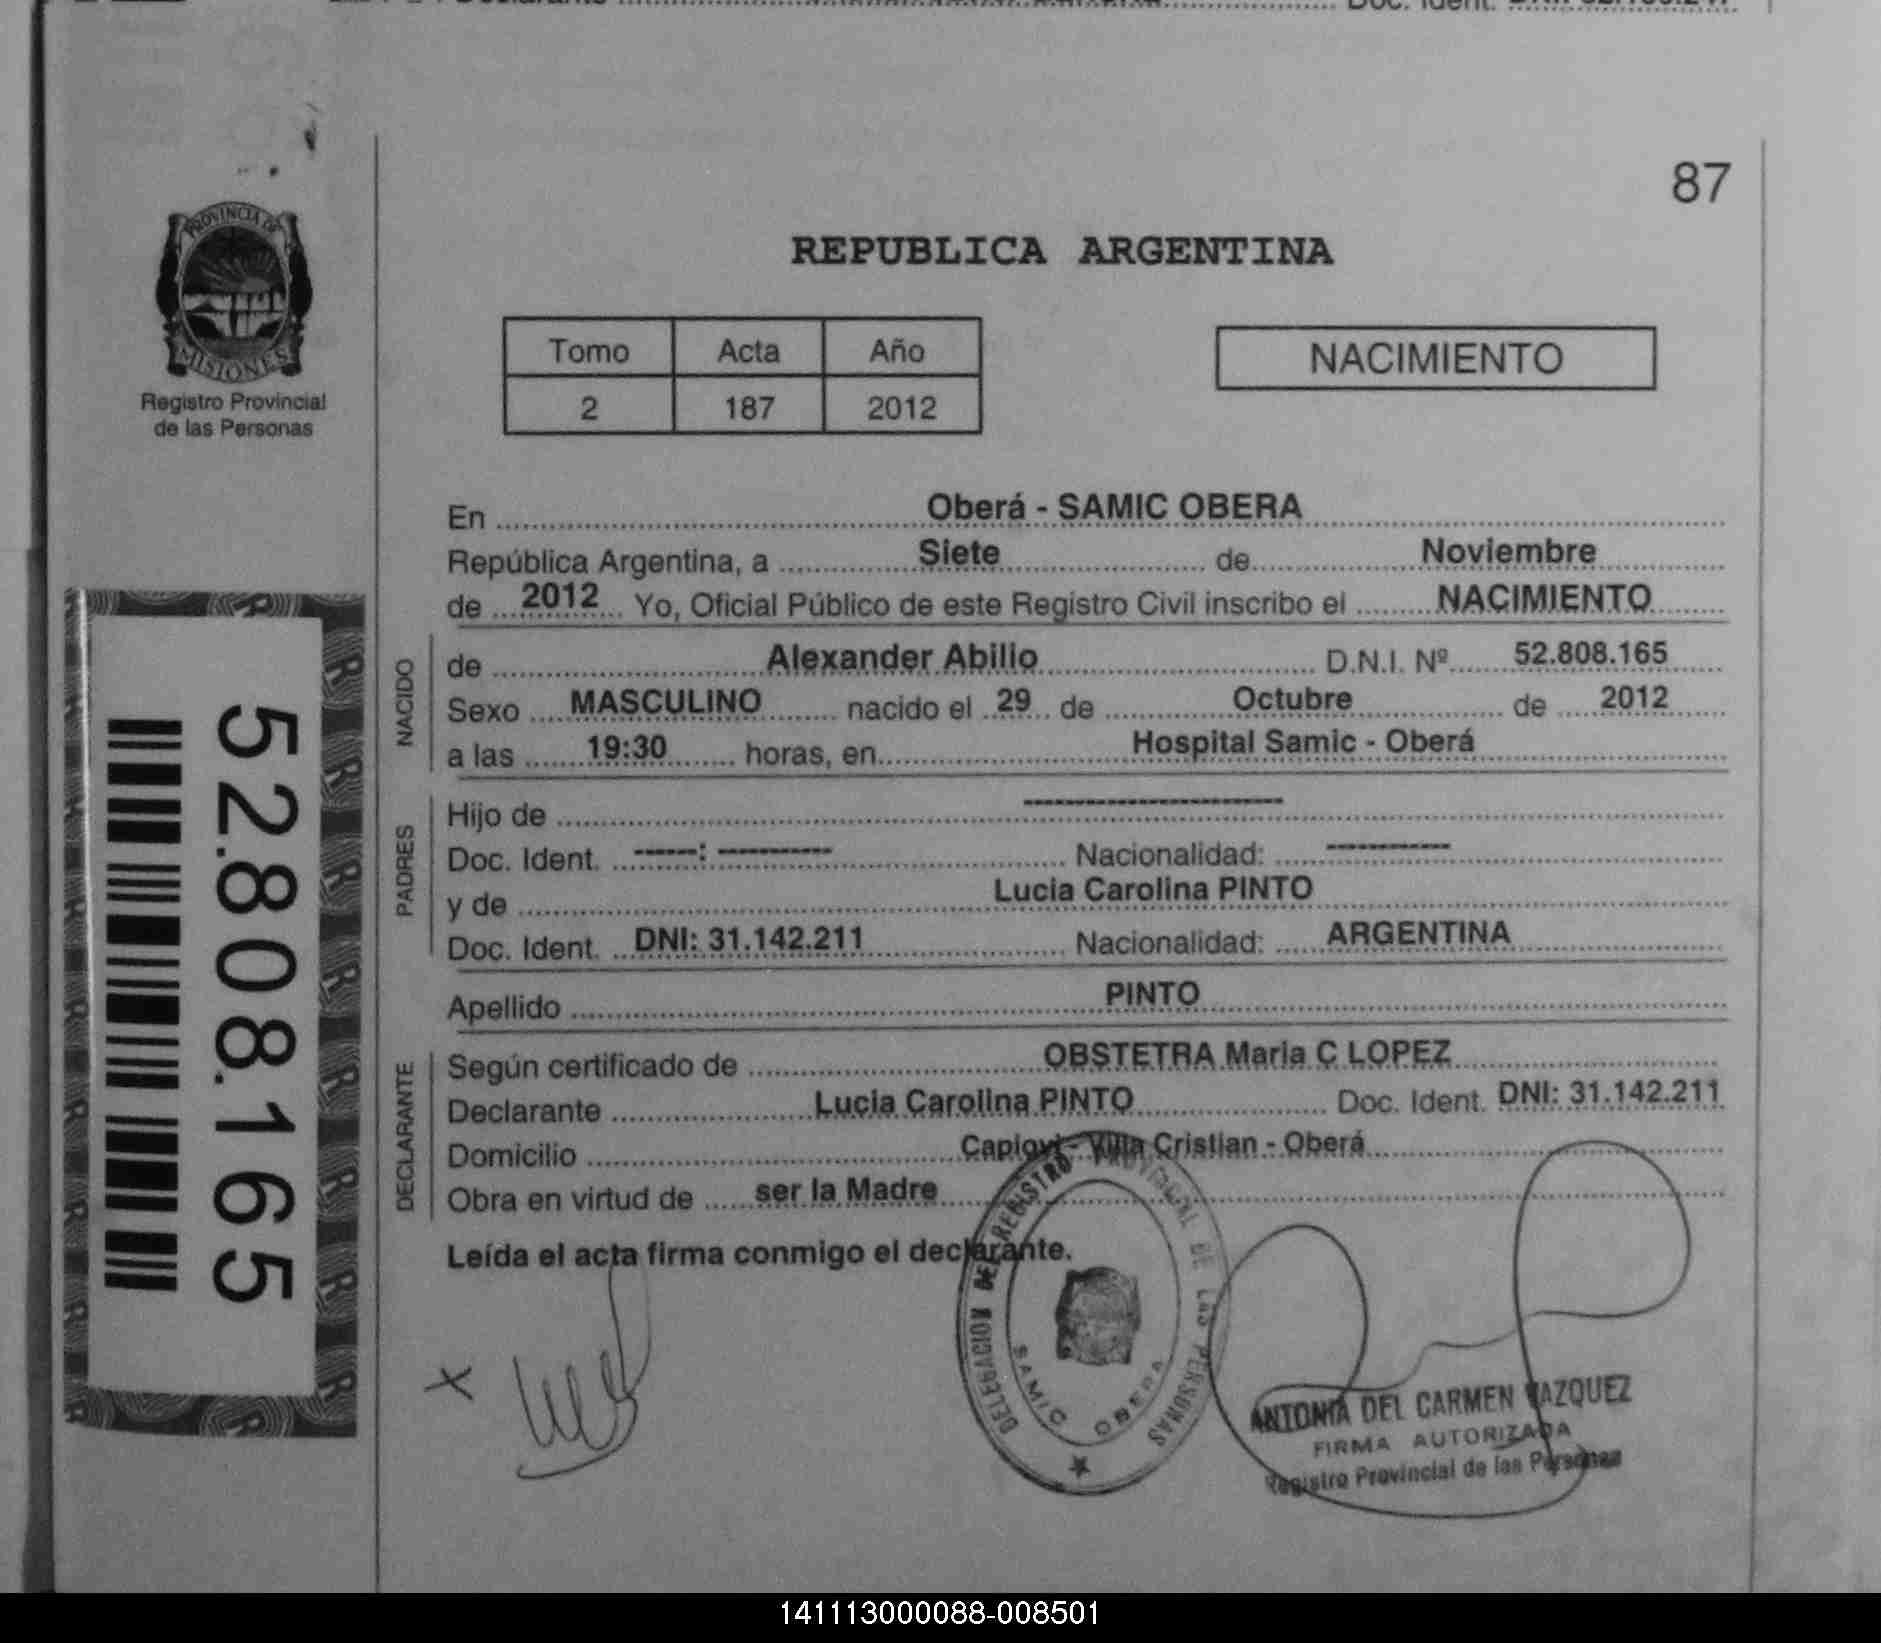 Declarante Doc. Ident.
87
PROVINCIA DE
MISIONES
Registro Provincial
de las Personas
REPUBLICA ARGENTINA
Tomo Acta Año
2 187 2012
NACIMIENTO
En Oberá - SAMIC OBERA
República Argentina, a Siete de Noviembre
de 2012 Yo, Oficial Público de este Registro Civil inscribo el NACIMIENTO
NACIDO
de Alexander Abilio D.N.I. Nº 52.808.165
Sexo MASCULINO nacido el 29 de Octubre de 2012
a las 19:30 horas, en Hospital Samic - Oberá
PADRES
Hijo de --------------------
Doc. Ident. -----: --------- Nacionalidad: ----------
y de Lucia Carolina PINTO
Doc. Ident. DNI: 31.142.211 Nacionalidad: ARGENTINA
Apellido PINTO
DECLARANTE
Según certificado de OBSTETRA Maria C LOPEZ
Declarante Lucia Carolina PINTO Doc. Ident. DNI: 31.142.211
Domicilio Capiovi - Villa Cristian - Oberá
Obra en virtud de ser la Madre
Leída el acta firma conmigo el declarante.
52.808.165
X
DELEGACION DEL REGISTRO PROVINCIAL DE LAS PERSONAS
SAMIC OBERA
ANTONIA DEL CARMEN VAZQUEZ
FIRMA AUTORIZADA
Registro Provincial de las Personas
141113000088-008501